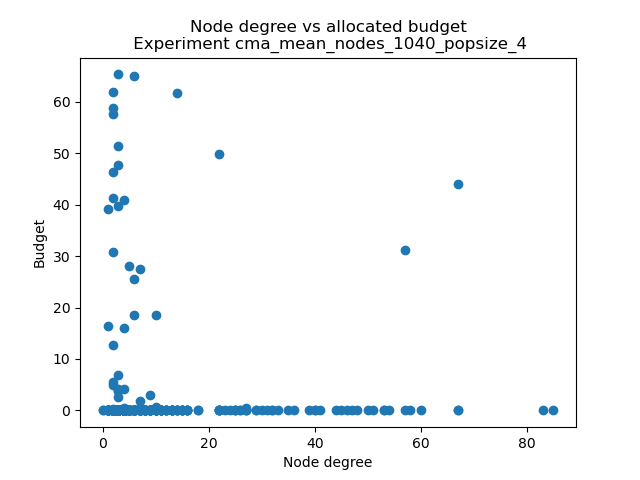 Node degree vs allocated budget
Experiment cma_mean_nodes_1040_popsize_4
60
50
40
30
20
10
0
Budget
0 20 40 60 80
Node degree